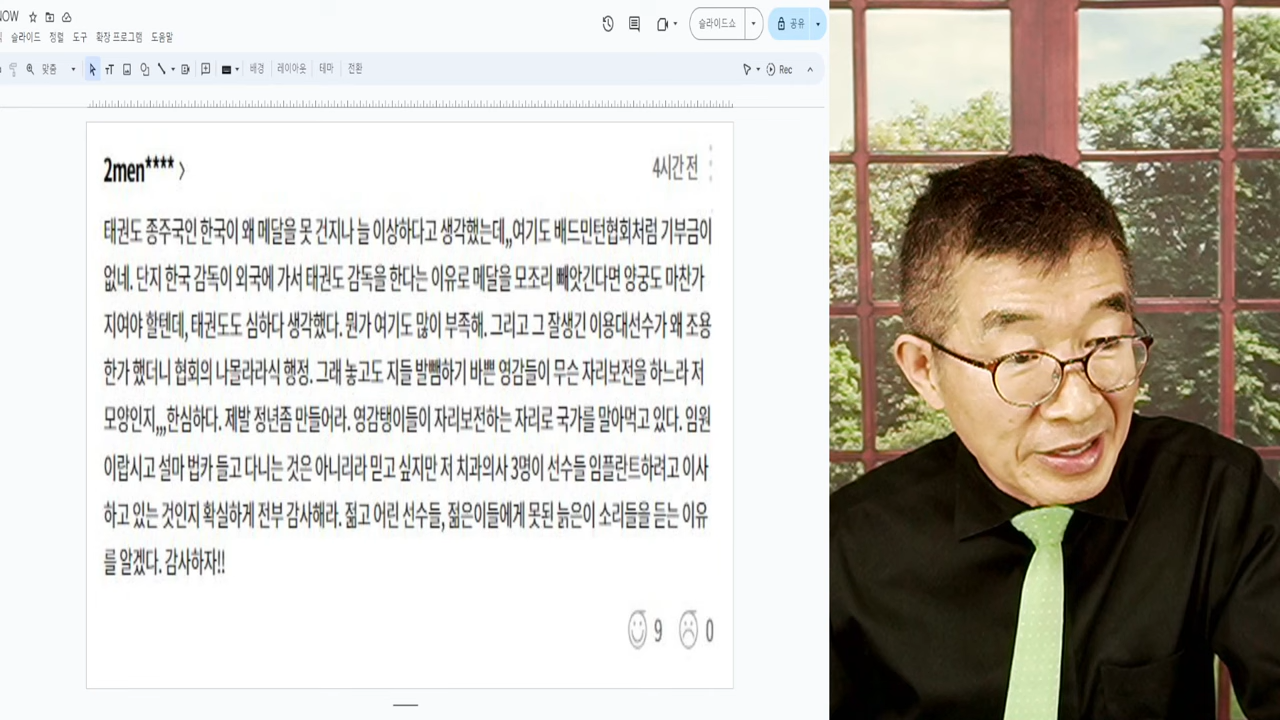 NOW
슬라이드 정렬 도구 확장 프로그램 도움말
슬라이드쇼
공유
맞춤
배경 레이아웃 테마 전환
Rec
2men**** 〉
4시간 전
태권도 종주국인 한국이 왜 메달을 못 건지나 늘 이상하다고 생각했는데,,여기도 배드민턴협회처럼 기부금이
없네. 단지 한국 감독이 외국에 가서 태권도 감독을 한다는 이유로 메달을 모조리 빼앗긴다면 양궁도 마찬가
지여야 할텐데, 태권도도 심하다 생각했다. 뭔가 여기도 많이 부족해. 그리고 그 잘생긴 이용대선수가 왜 조용
한가 했더니 협회의 나몰라라식 행정. 그래 놓고도 지들 발뺌하기 바쁜 영감들이 무슨 자리보전을 하느라 저
모양인지,,,한심하다. 제발 정년좀 만들어라. 영감탱이들이 자리보전하는 자리로 국가를 말아먹고 있다. 임원
이랍시고 설마 법카 들고 다니는 것은 아니리라 믿고 싶지만 저 치과의사 3명이 선수들 임플란트하려고 이사
하고 있는 것인지 확실하게 전부 감사해라. 젊고 어린 선수들, 젊은이들에게 못된 늙은이 소리들을 듣는 이유
를 알겠다. 감사하자!!
9 0